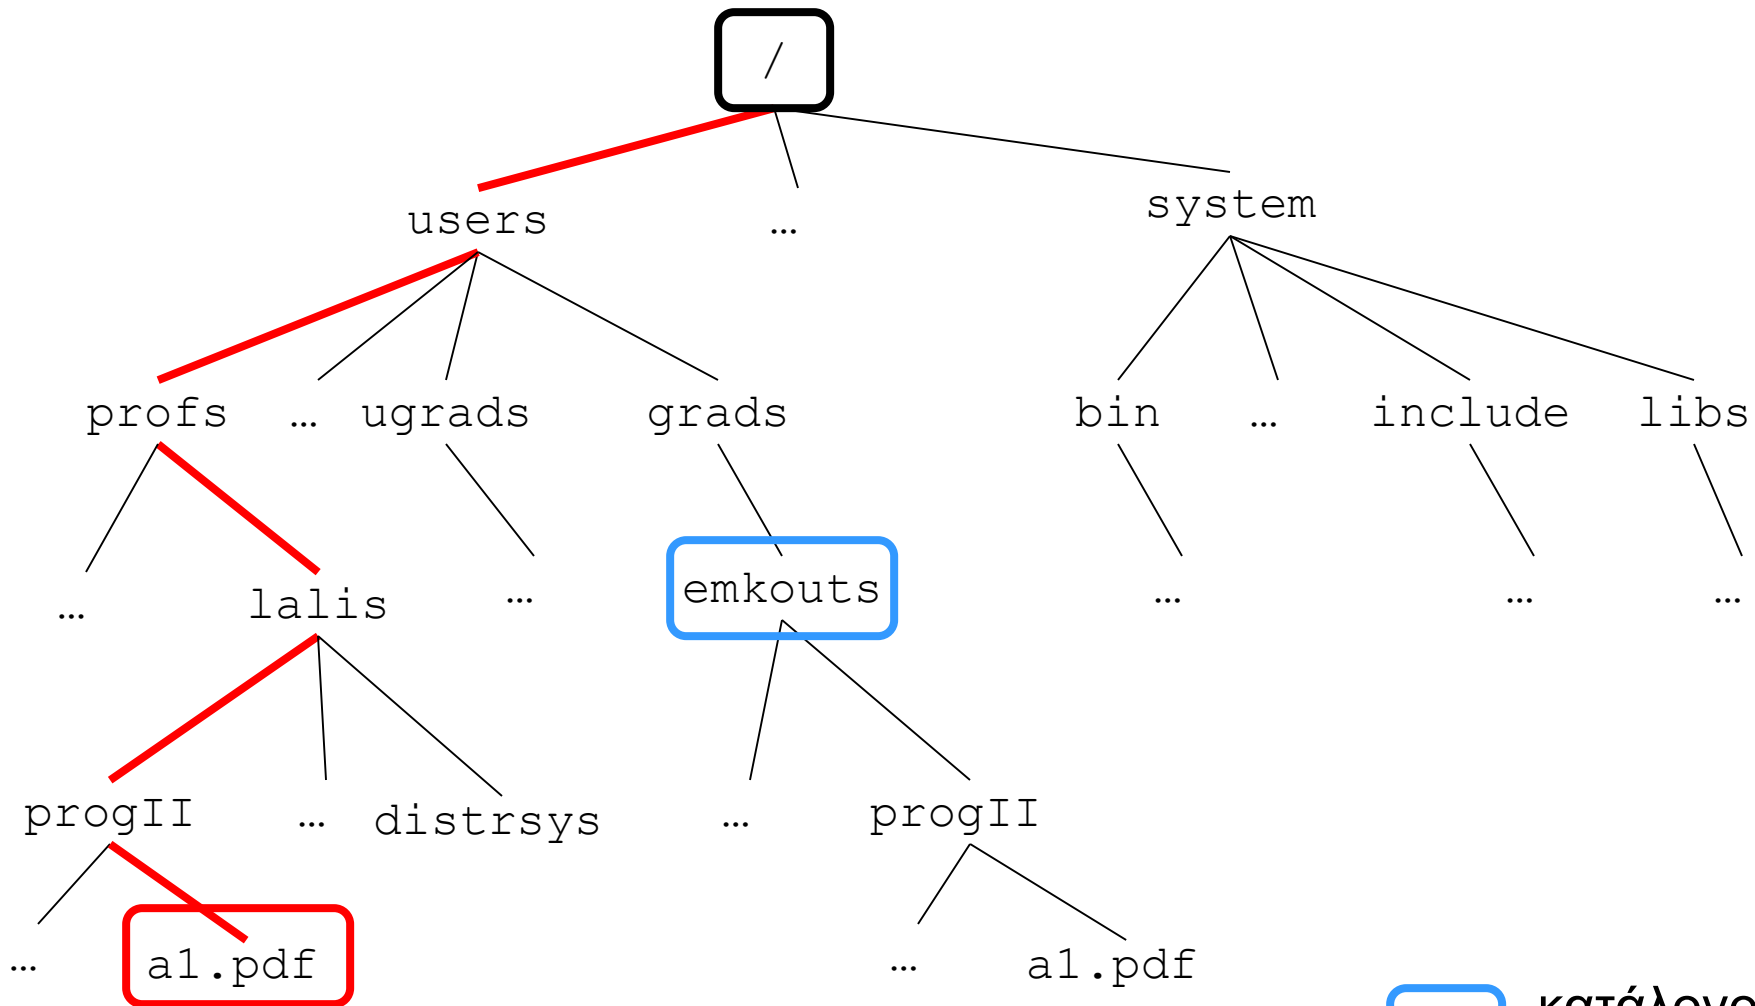 /
users … system
profs … ugrads grads bin … include libs
… lalis … emkouts … … …
progII … distrsys … progII
… a1.pdf … a1.pdf